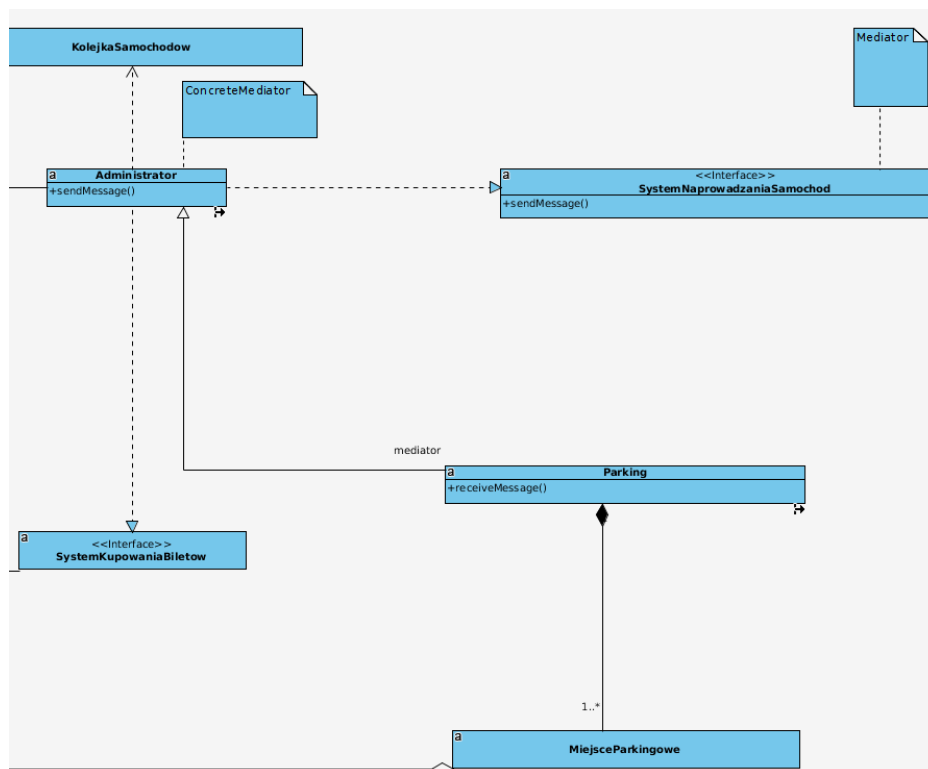 KolejkaSamochodow
Mediator
ConcreteMediator
a
Administrator
+sendMessage()
a
<<Interface>>
SystemNaprowadzaniaSamochod
+sendMessage()
mediator
a
Parking
+receiveMessage()
a
<<Interface>>
SystemKupowaniaBiletow
1..*
a
MiejsceParkingowe